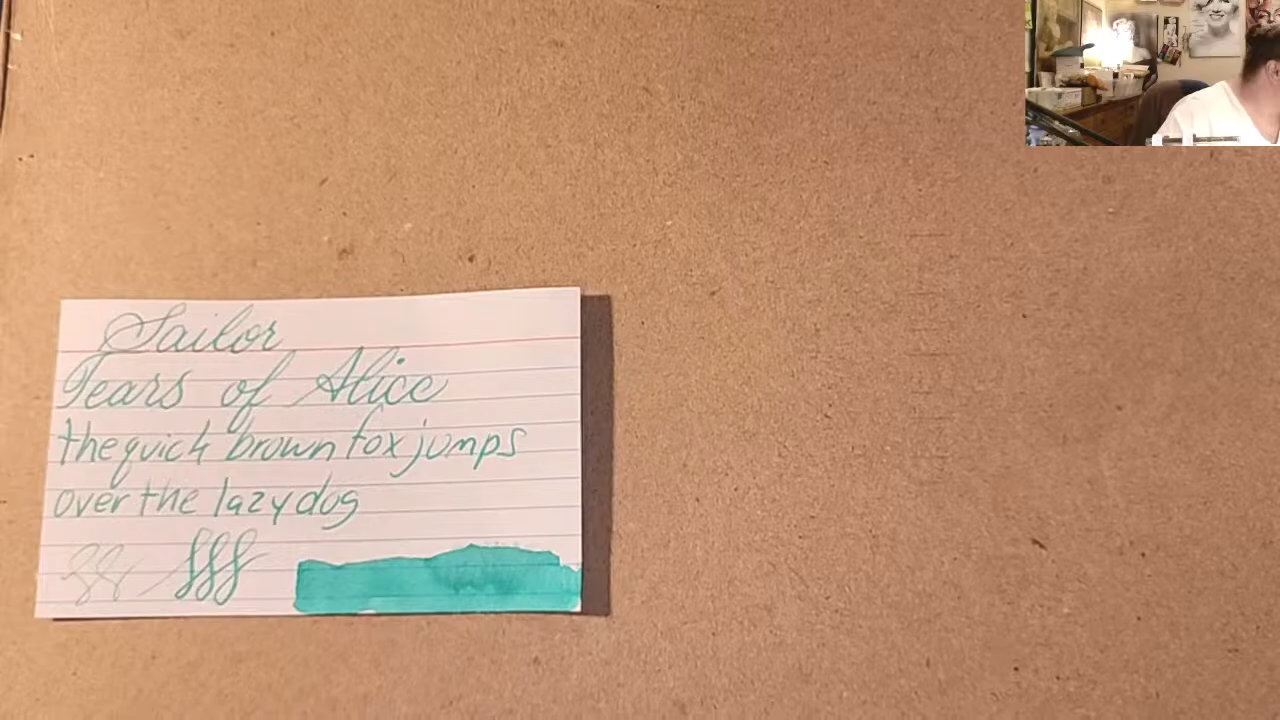 Sailor
Tears of Alice
the quick brown fox jumps
over the lazy dog